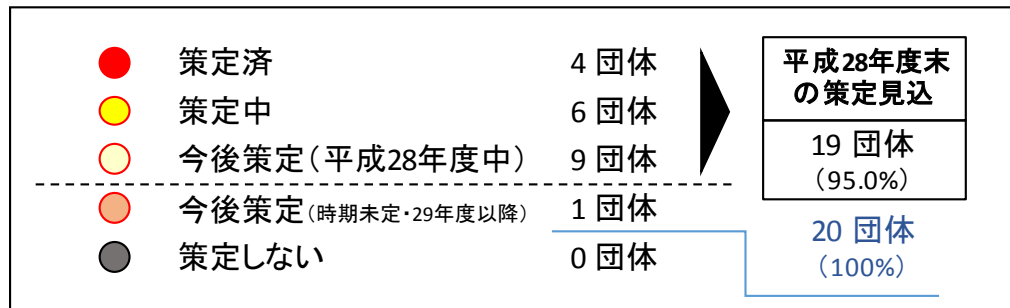 策定済 4 団体
策定中 6 団体
今後策定（平成28年度中） 9 団体
今後策定（時期未定・29年度以降） 1 団体
策定しない 0 団体
平成28年度末
の策定見込
19 団体
（95.0%）
20 団体
（100%）